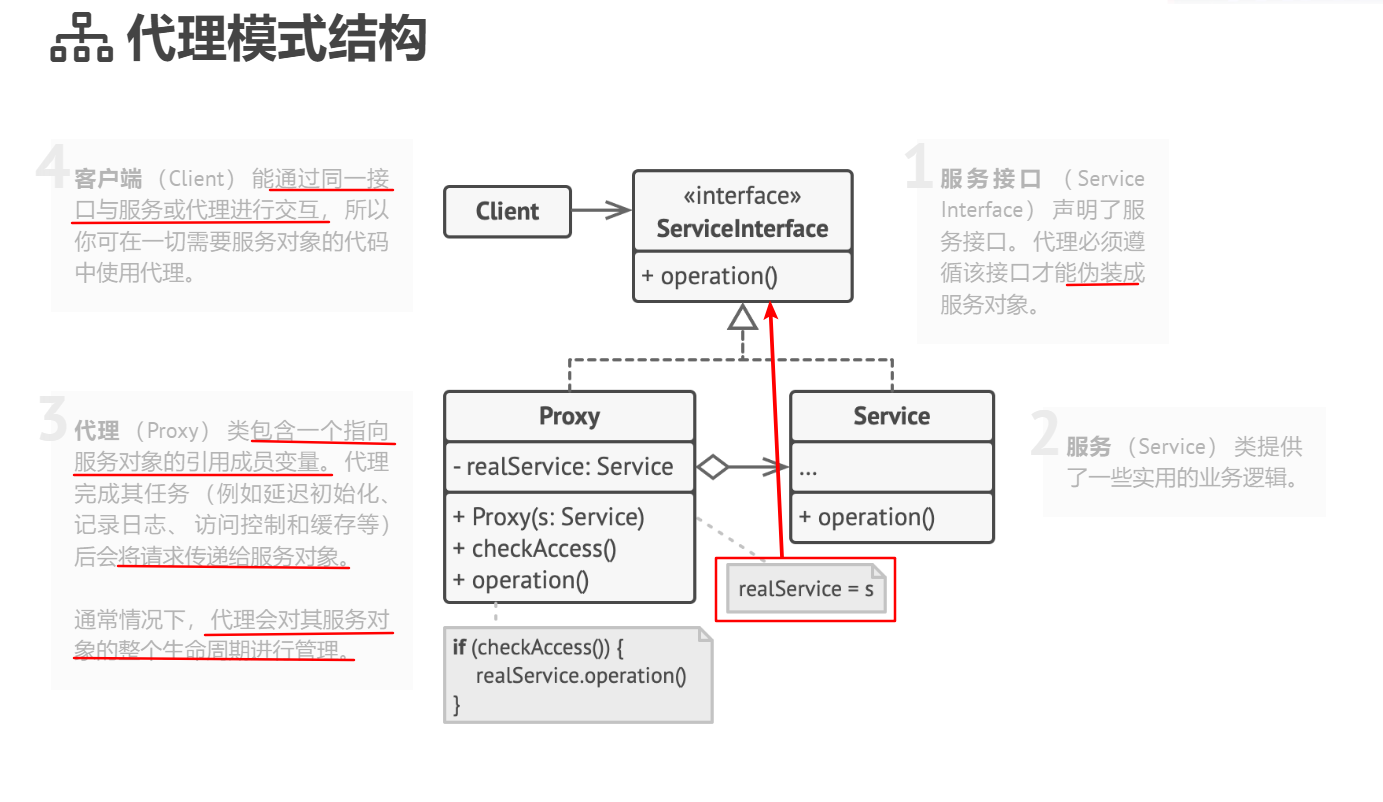 代理模式结构
4
客户端 （Client） 能通过同一接
口与服务或代理进行交互， 所以
你可在一切需要服务对象的代码
中使用代理。
Client
«interface»
ServiceInterface
+ operation()
1
服务接口 （Service
Interface） 声明了服
务接口。 代理必须遵
循该接口才能伪装成
服务对象。
3
代理 （Proxy） 类包含一个指向
服务对象的引用成员变量。 代理
完成其任务 （例如延迟初始化、
记录日志、 访问控制和缓存等）
后会将请求传递给服务对象。
通常情况下， 代理会对其服务对
象的整个生命周期进行管理。
Proxy
- realService: Service
+ Proxy(s: Service)
+ checkAccess()
+ operation()
Service
...
+ operation()
2
服务 （Service） 类提供
了一些实用的业务逻辑。
realService = s
if (checkAccess()) {
realService.operation()
}